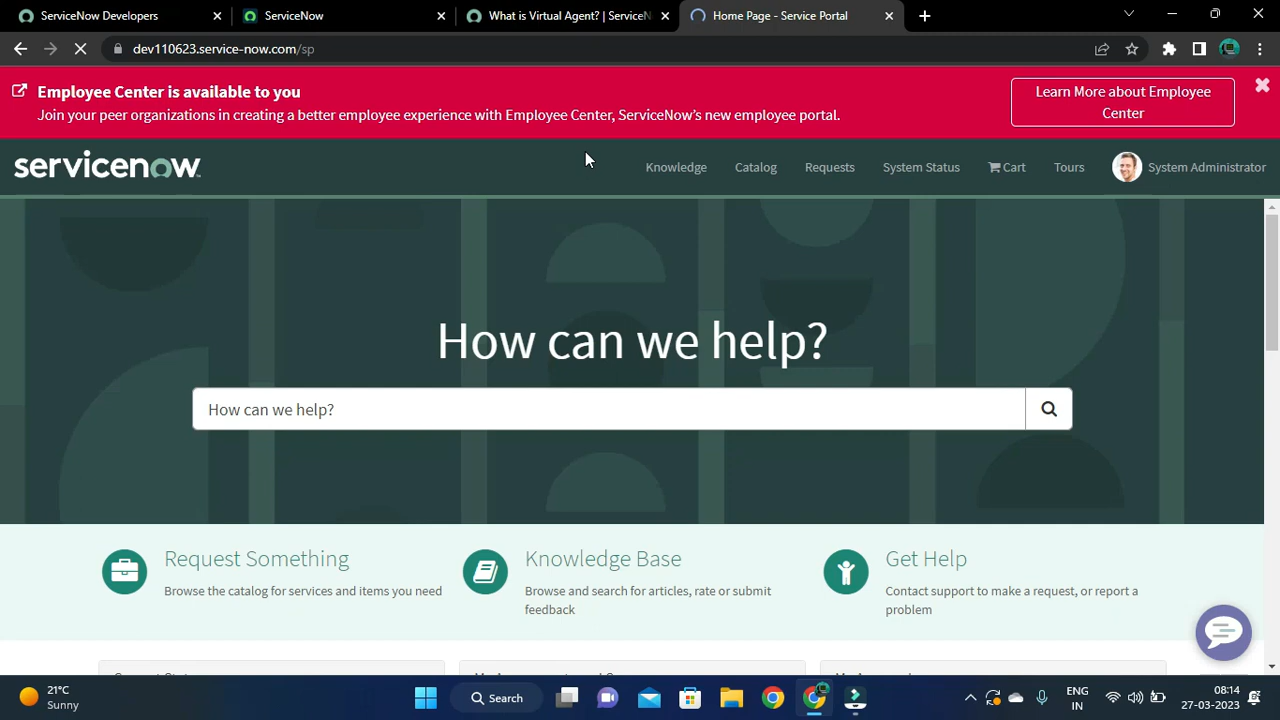 ServiceNow Developers
ServiceNow
What is Virtual Agent? | ServiceN
Home Page - Service Portal
dev110623.service-now.com/sp
Employee Center is available to you
Join your peer organizations in creating a better employee experience with Employee Center, ServiceNow's new employee portal.
Learn More about Employee
Center
servicenow
Knowledge
Catalog
Requests
System Status
Cart
Tours
System Administrator
How can we help?
How can we help?
Request Something
Browse the catalog for services and items you need
Knowledge Base
Browse and search for articles, rate or submit
feedback
Get Help
Contact support to make a request, or report a
problem
21°C
Sunny
Search
ENG
IN
08:14
27-03-2023